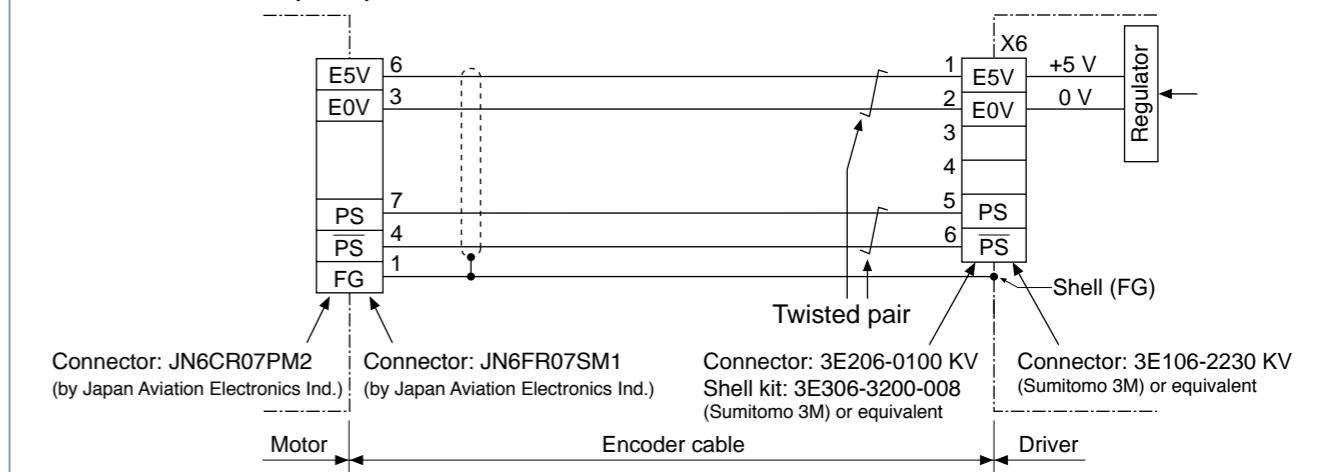 X6
E5V 6 1 E5V +5 V
E0V 3 2 E0V 0 V
Regulator
3
4
PS 7 5 PS
P̅S̅ 4 6 P̅S̅
FG 1
Shell (FG)
Twisted pair
Connector: JN6CR07PM2
(by Japan Aviation Electronics Ind.)
Connector: JN6FR07SM1
(by Japan Aviation Electronics Ind.)
Connector: 3E206-0100 KV
Shell kit: 3E306-3200-008
(Sumitomo 3M) or equivalent
Connector: 3E106-2230 KV
(Sumitomo 3M) or equivalent
Motor Encoder cable Driver